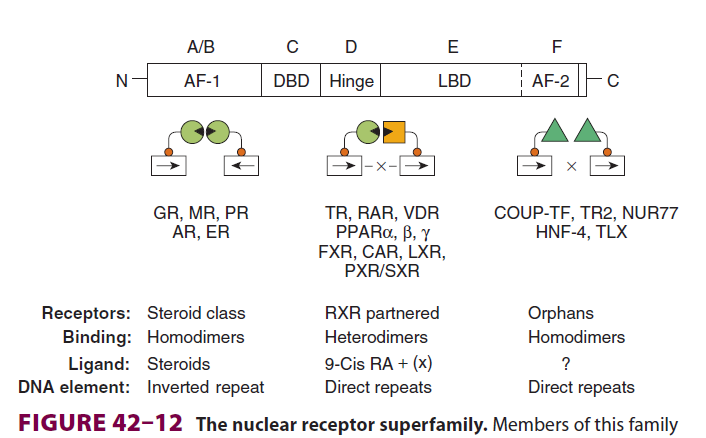 A/B C D E F
N AF-1 DBD Hinge LBD AF-2 C
-x- x
GR, MR, PR TR, RAR, VDR COUP-TF, TR2, NUR77
AR, ER PPARα, β, γ HNF-4, TLX
FXR, CAR, LXR,
PXR/SXR
Receptors: Steroid class RXR partnered Orphans
Binding: Homodimers Heterodimers Homodimers
Ligand: Steroids 9-Cis RA + (x) ?
DNA element: Inverted repeat Direct repeats Direct repeats
FIGURE 42–12 The nuclear receptor superfamily. Members of this family